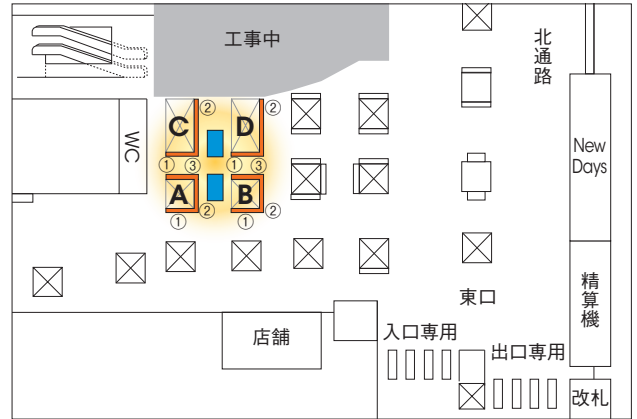 工事中
北通路
②
②
C
D
WC
New
Days
①
③
①
③
A
B
②
②
①
①
精算機
東口
店舗
入口専用
出口専用
改札